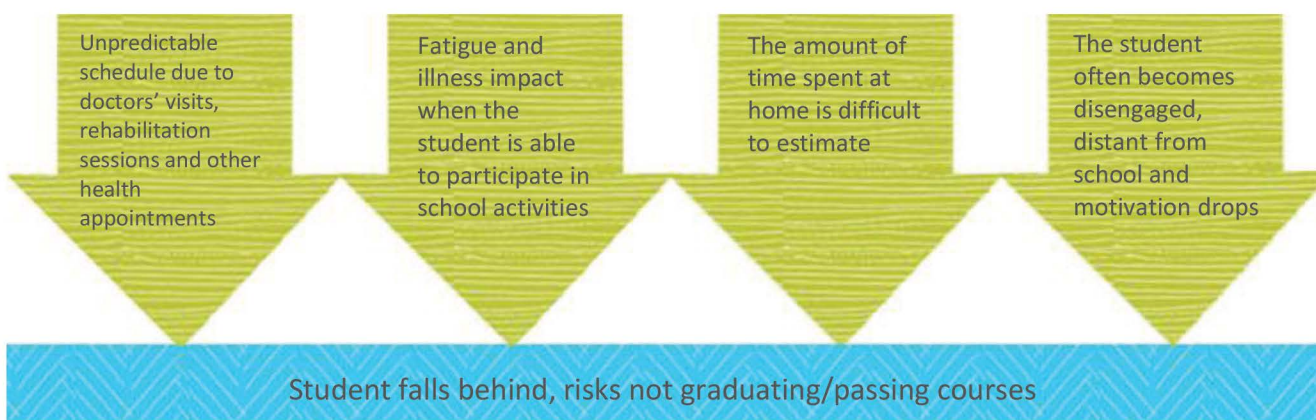 Unpredictable
schedule due to
doctors’ visits,
rehabilitation
sessions and other
health
appointments
Fatigue and
illness impact
when the
student is able
to participate in
school activities
The amount of
time spent at
home is difficult
to estimate
The student
often becomes
disengaged,
distant from
school and
motivation drops
Student falls behind, risks not graduating/passing courses